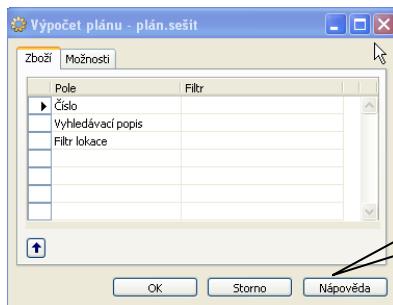 Výpočet plánu - plán.sešit
Zboží Možnosti
Pole Filtr
Číslo
Vyhledávací popis
Filtr lokace
OK Storno Nápověda